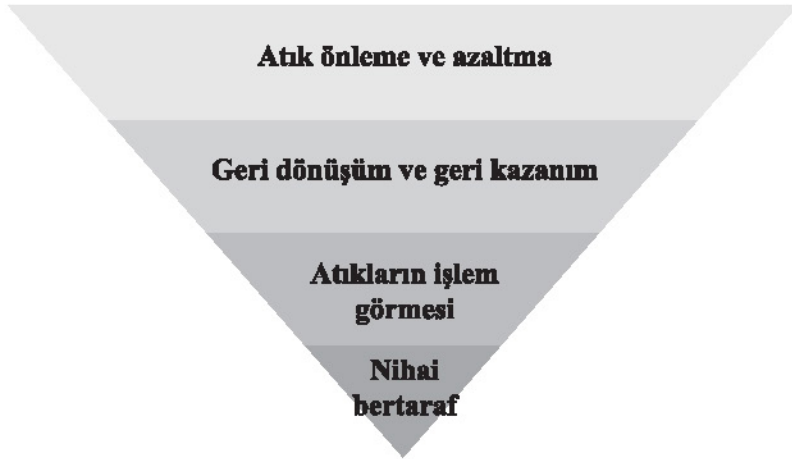 Atık önleme ve azaltma
Geri dönüşüm ve geri kazanım
Atıkların işlem
görmesi
Nihai
bertaraf